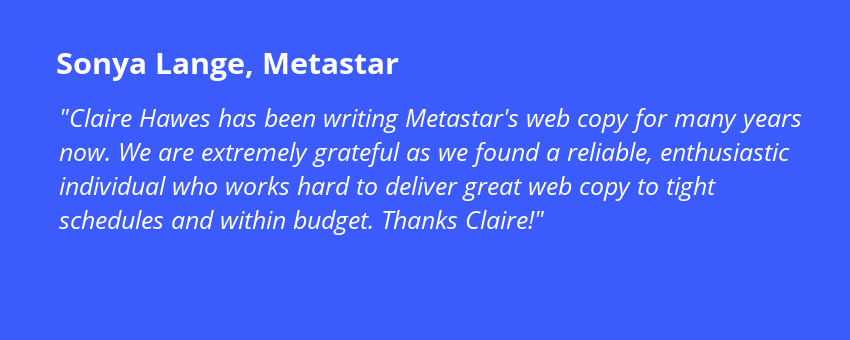 Sonya Lange, Metastar
"Claire Hawes has been writing Metastar's web copy for many years
now. We are extremely grateful as we found a reliable, enthusiastic
individual who works hard to deliver great web copy to tight
schedules and within budget. Thanks Claire!"